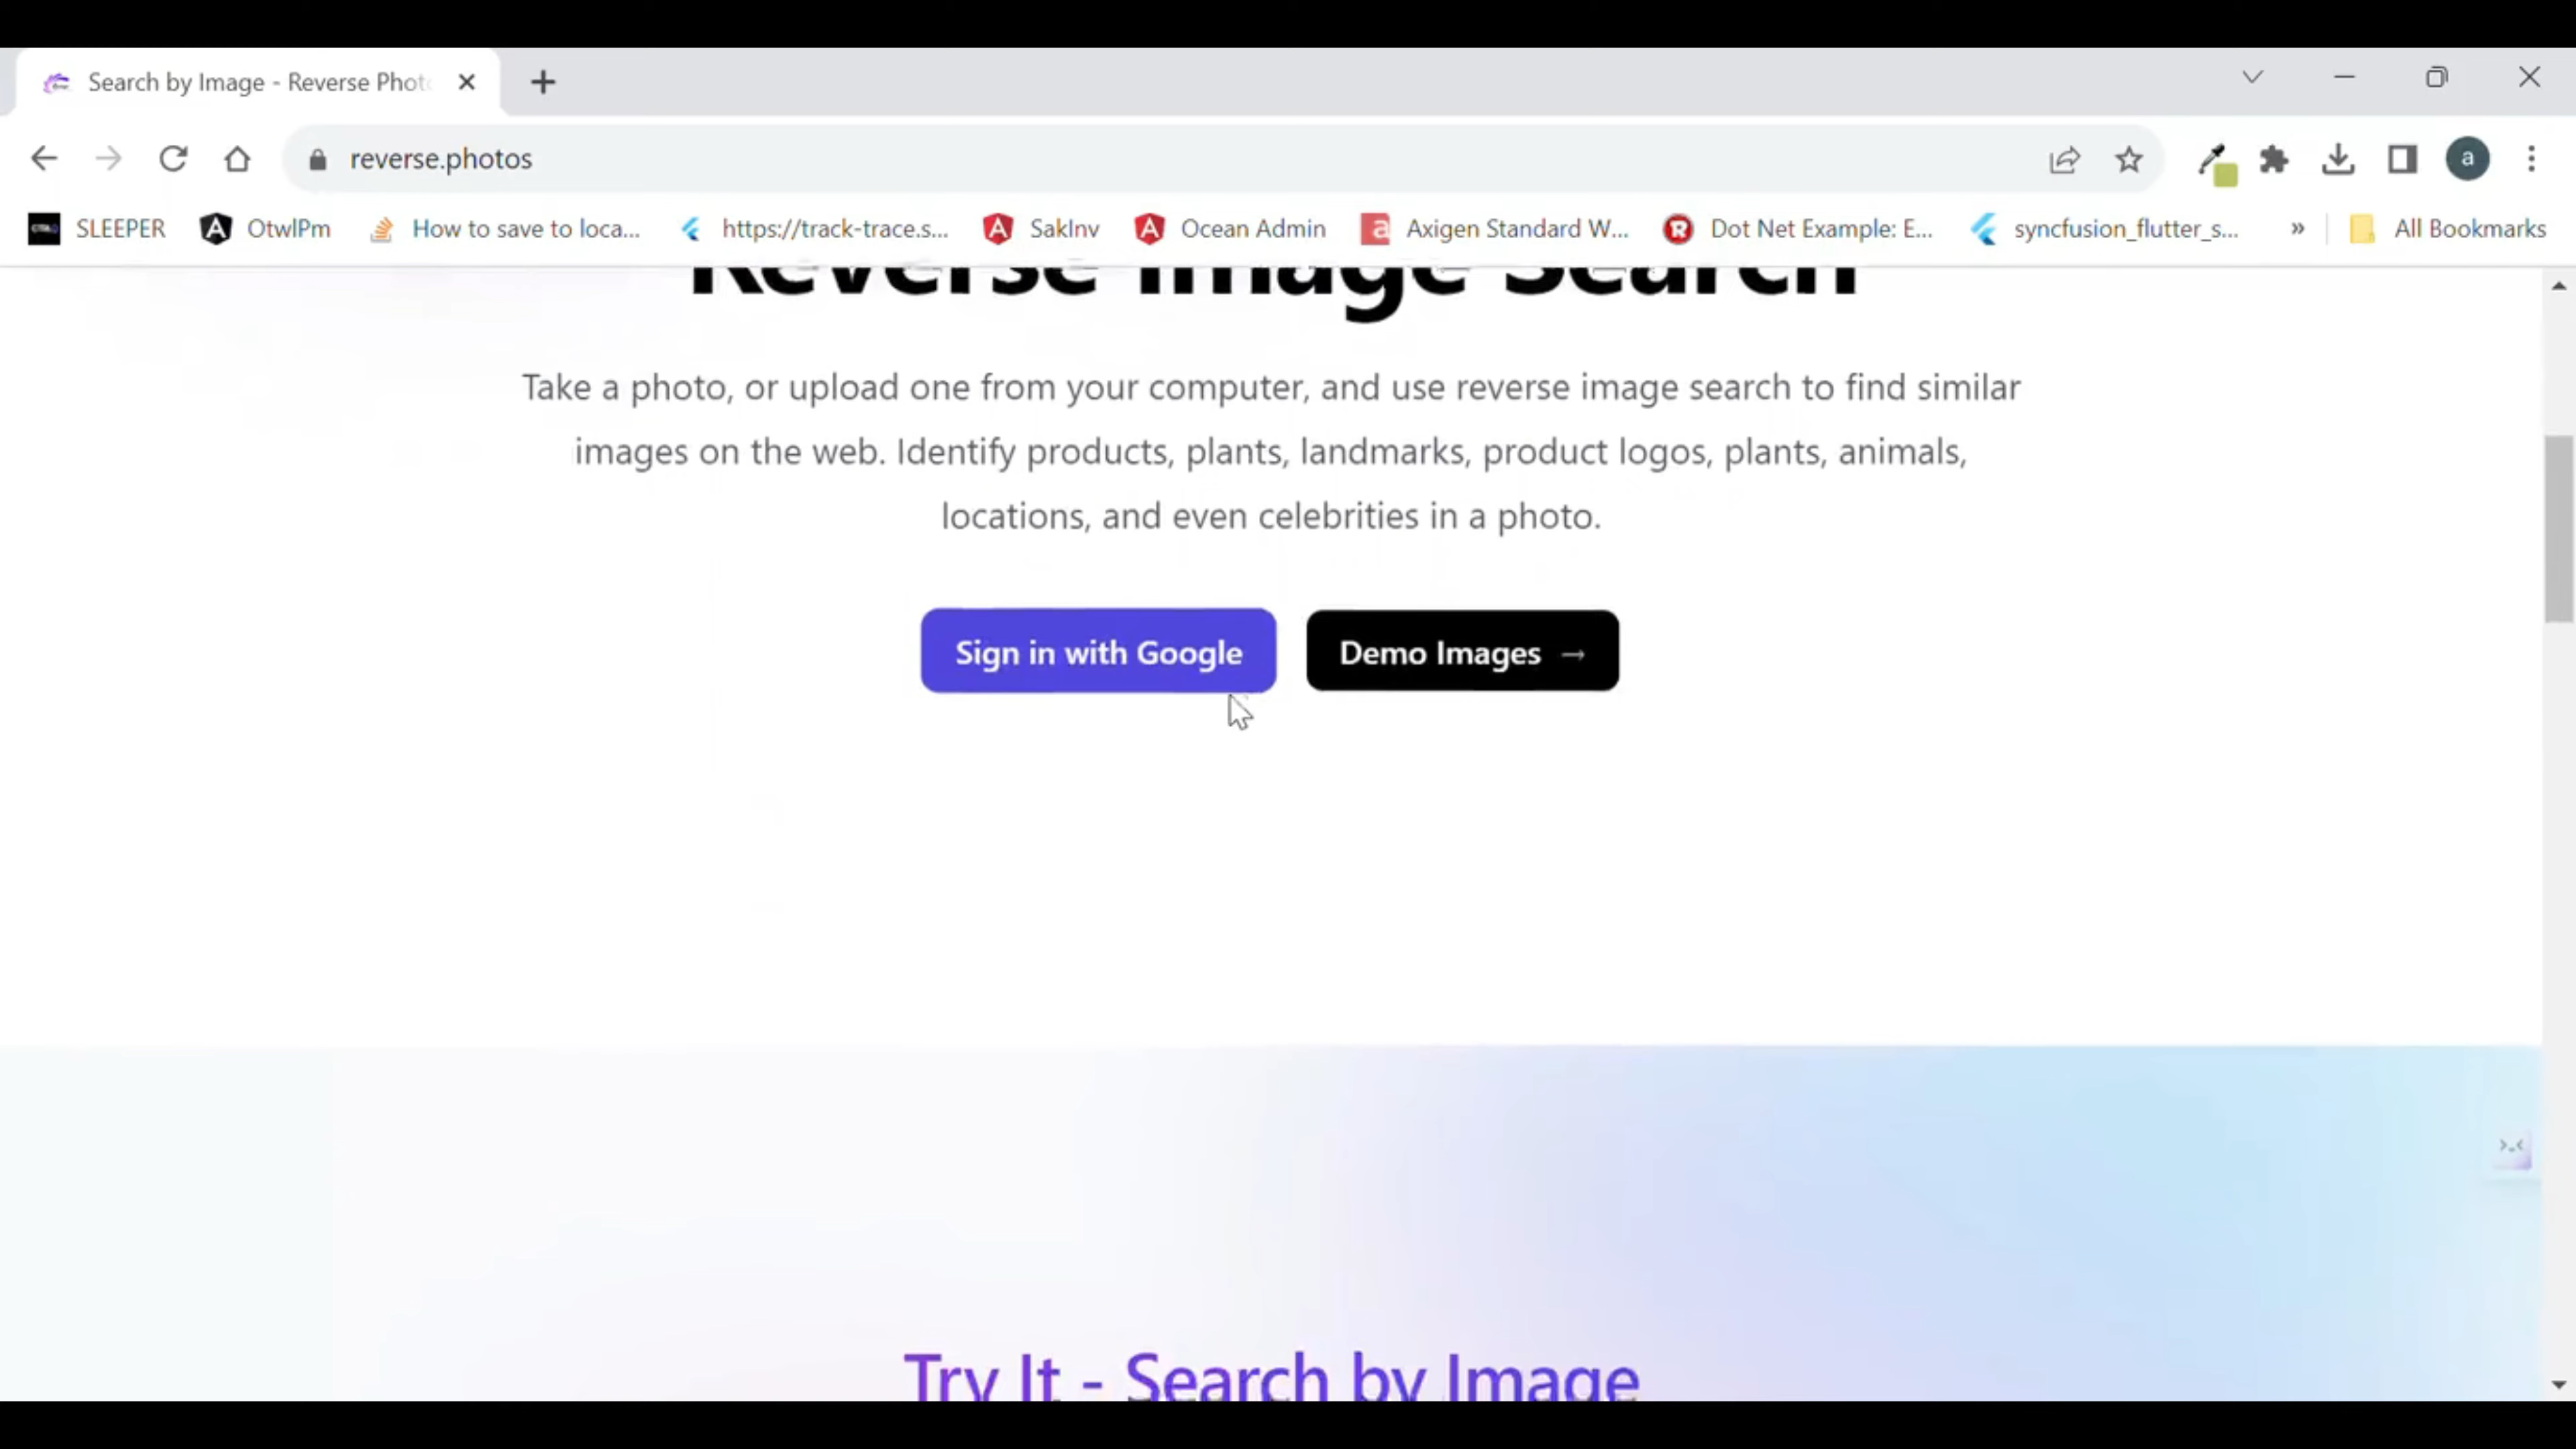 Search by Image - Reverse Phot
reverse.photos
a
SLEEPER
OtwlPm
How to save to loca...
https://track-trace.s...
SakInv
Ocean Admin
Axigen Standard W...
Dot Net Example: E...
syncfusion_flutter_s...
»
All Bookmarks
Reverse Image Search
Take a photo, or upload one from your computer, and use reverse image search to find similar
images on the web. Identify products, plants, landmarks, product logos, plants, animals,
locations, and even celebrities in a photo.
Sign in with Google
Demo Images →
Try It - Search by Image